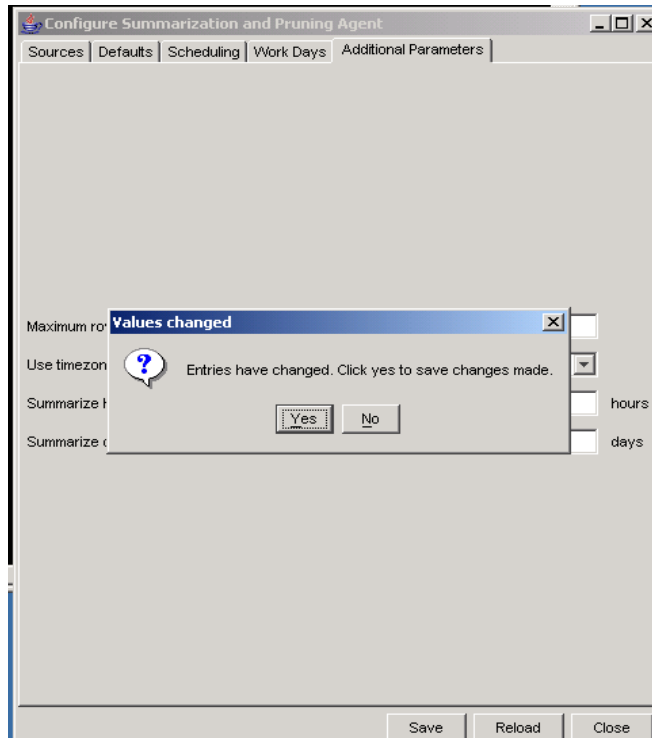 Configure Summarization and Pruning Agent
Sources Defaults Scheduling Work Days Additional Parameters
Maximum
Values changed
Use timezon
Entries have changed. Click yes to save changes made.
Summarize hours
Yes No
Summarize days
Save Reload Close